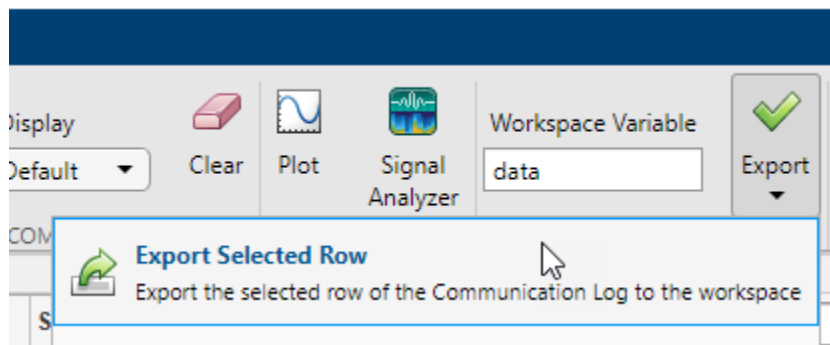 Display
Default
Clear
Plot
Signal
Analyzer
Workspace Variable
data
Export
COM
Export Selected Row
Export the selected row of the Communication Log to the workspace
S